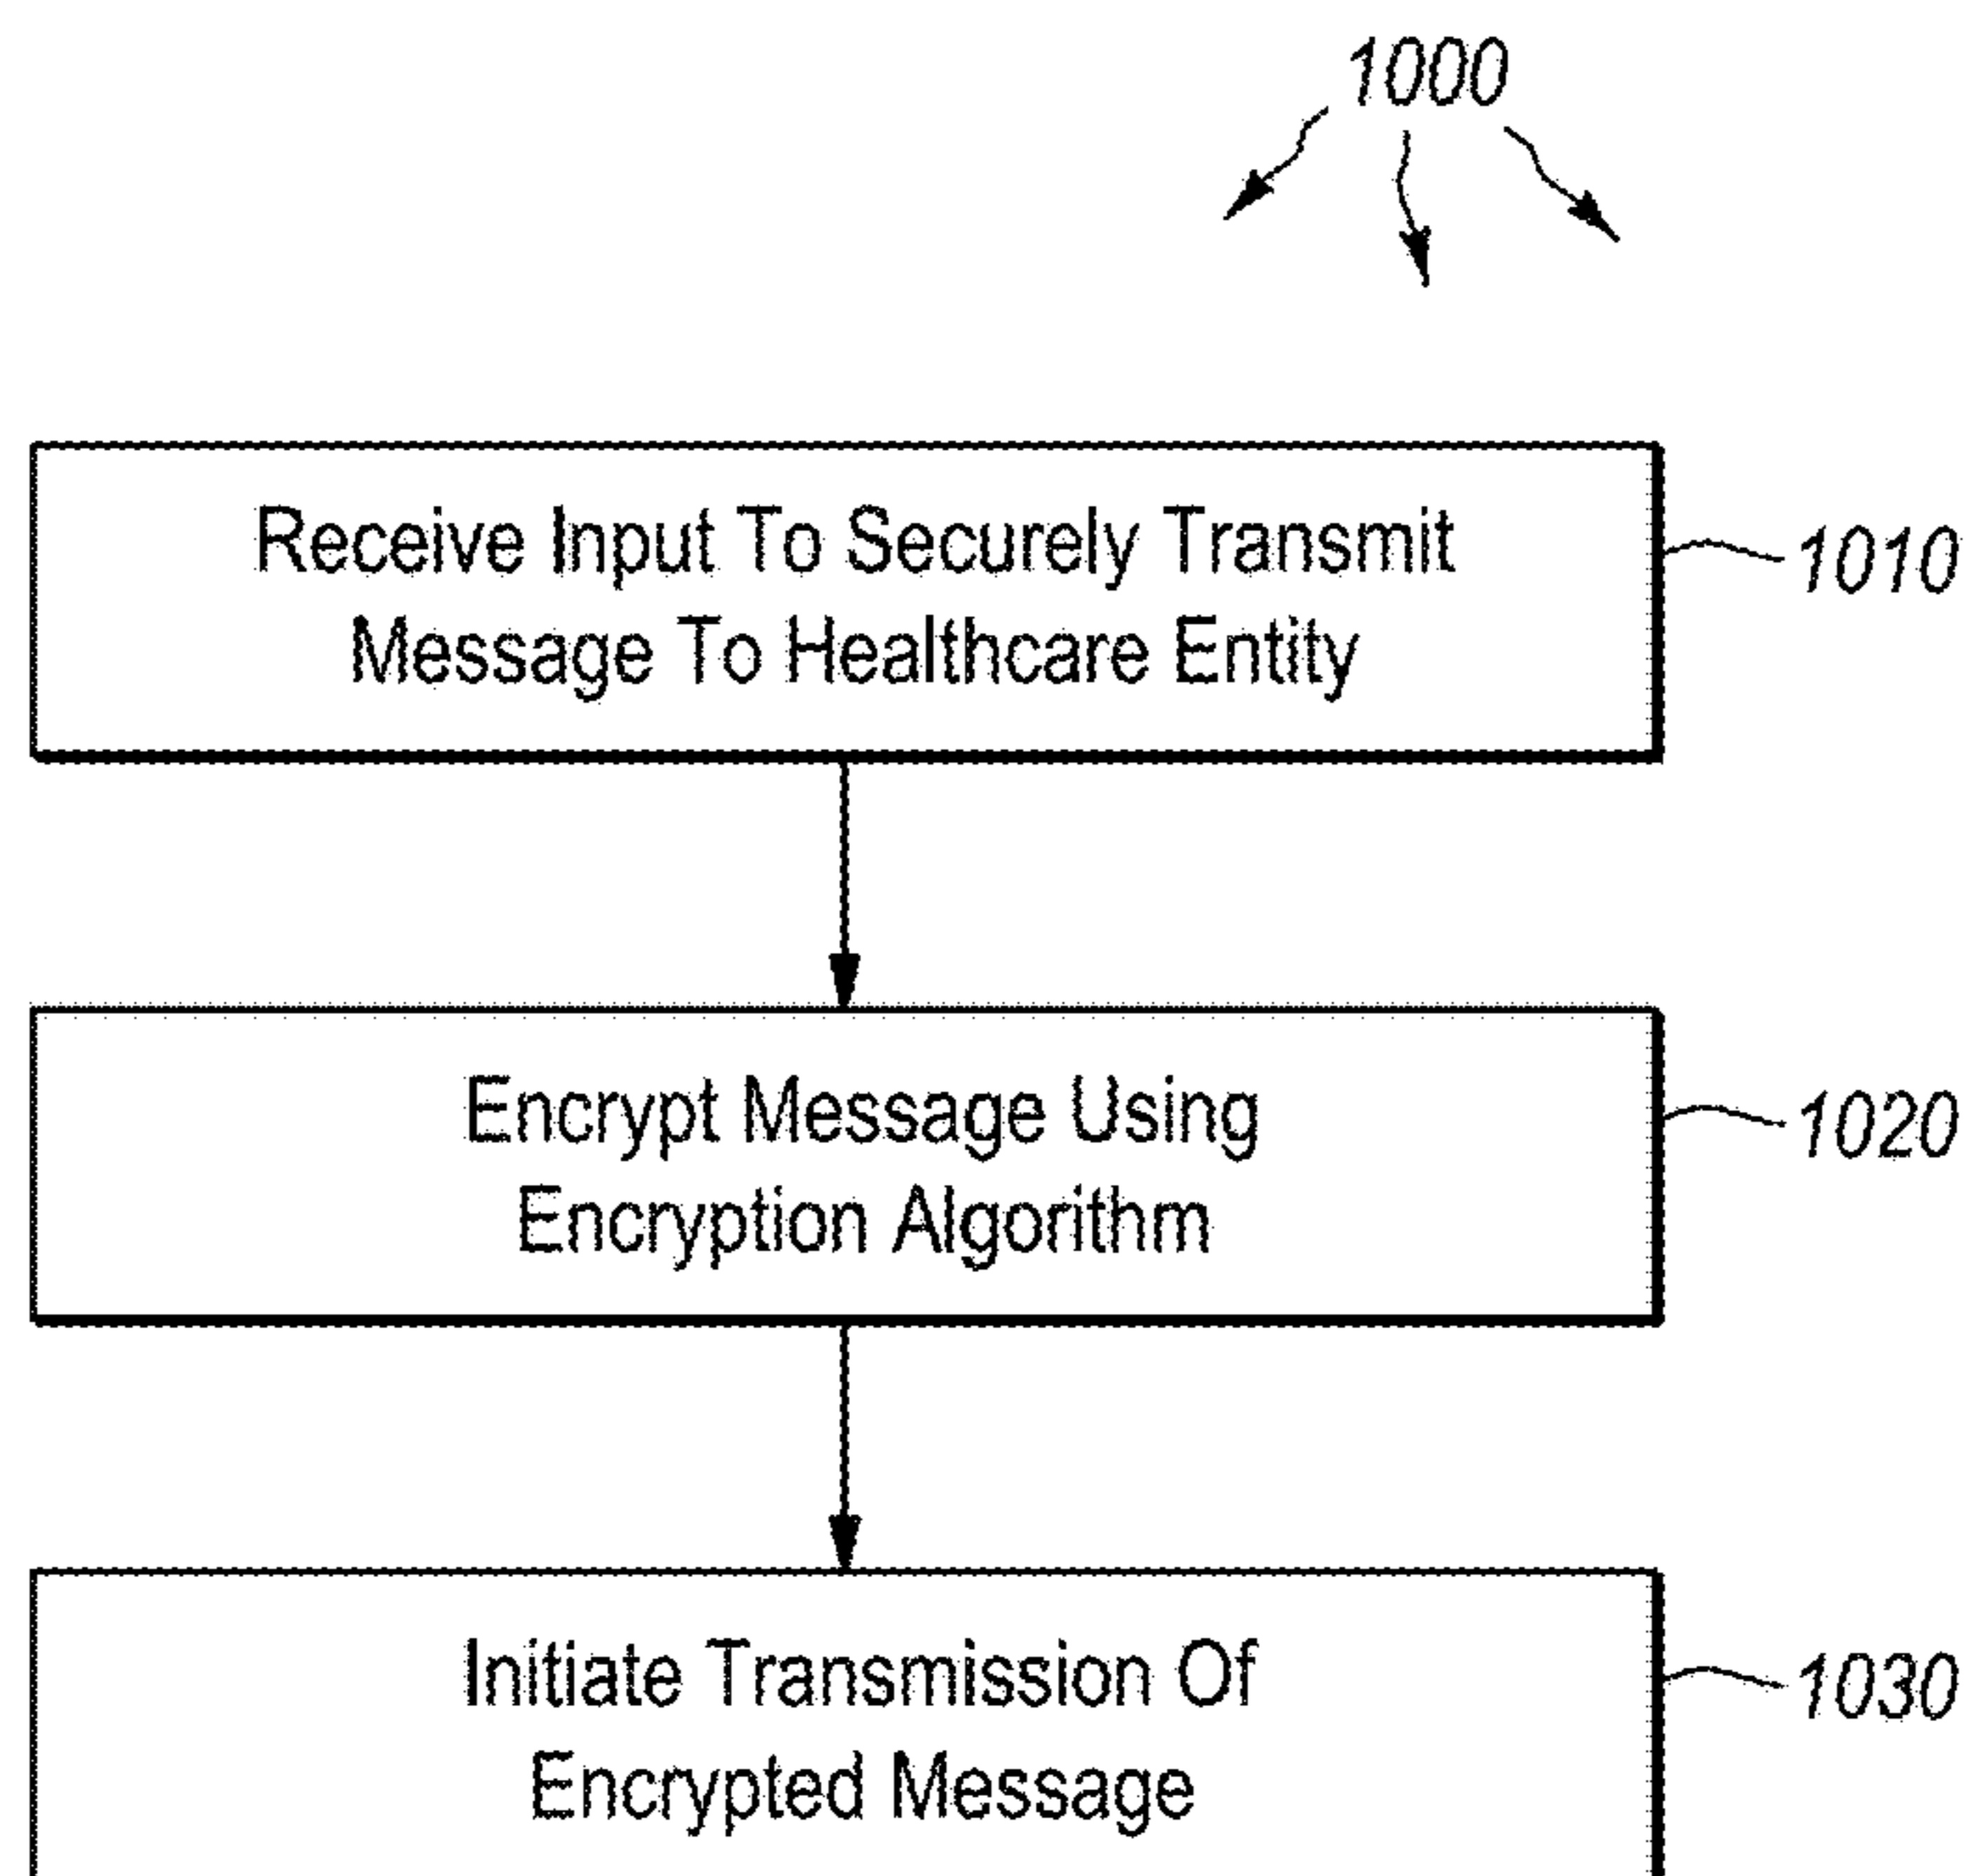 1000
Receive Input To Securely Transmit
Message To Healthcare Entity
1010
Encrypt Message Using
Encryption Algorithm
1020
Initiate Transmission Of
Encrypted Message
1030